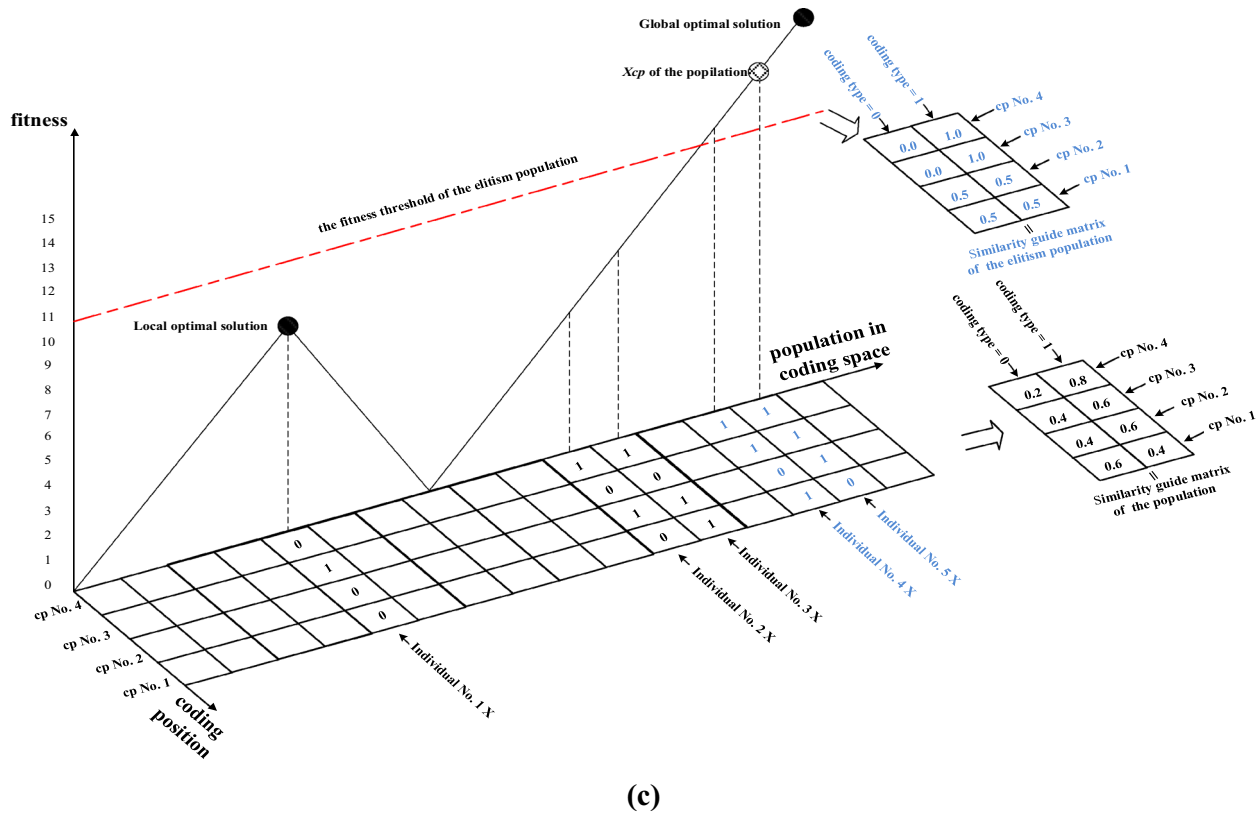 Global optimal solution
Xcp of the popilation
fitness
the fitness threshold of the elitism population
15
14
13
12
11
10
9
8
7
6
5
4
3
2
1
0
Local optimal solution
population in
coding space
cp No. 4
cp No. 3
cp No. 2
cp No. 1
coding
position
0
1
0
0
1
0
1
0
1
0
1
1
1
1
0
1
1
1
1
0
Individual No. 1 X
Individual No. 2 X
Individual No. 3 X
Individual No. 4 X
Individual No. 5 X
coding type = 0
coding type = 1
0.0 1.0
0.0 1.0
0.5 0.5
0.5 0.5
cp No. 4
cp No. 3
cp No. 2
cp No. 1
=
Similarity guide matrix
of the elitism population
coding type = 0
coding type = 1
0.2 0.8
0.4 0.6
0.4 0.6
0.6 0.4
cp No. 4
cp No. 3
cp No. 2
cp No. 1
=
Similarity guide matrix
of the population
(c)